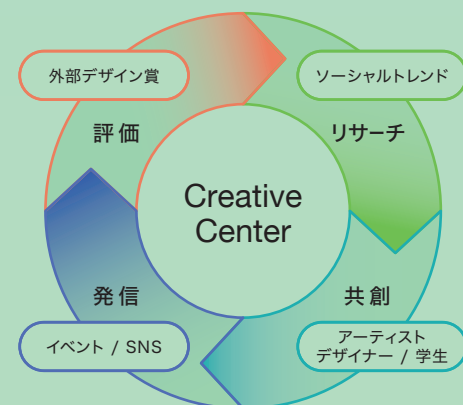 外部デザイン賞
評価
ソーシャルトレンド
リサーチ
Creative
Center
発信
イベント / SNS
共創
アーティスト
デザイナー / 学生